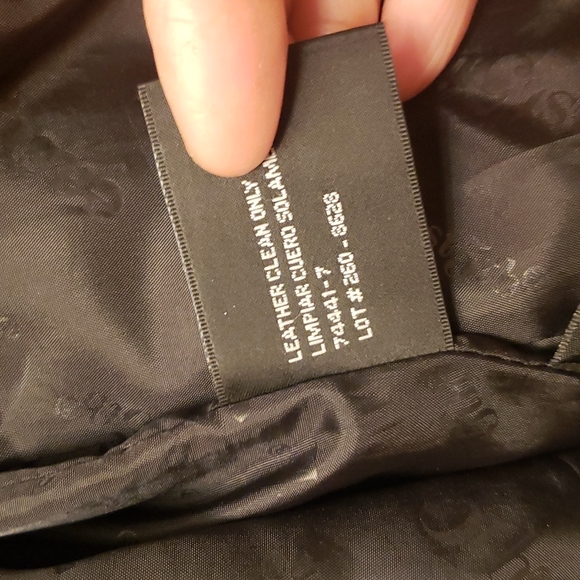 LEATHER CLEAN ONLY
LIMPIAR CUERO
74441-7
LOT # 260 - 8628